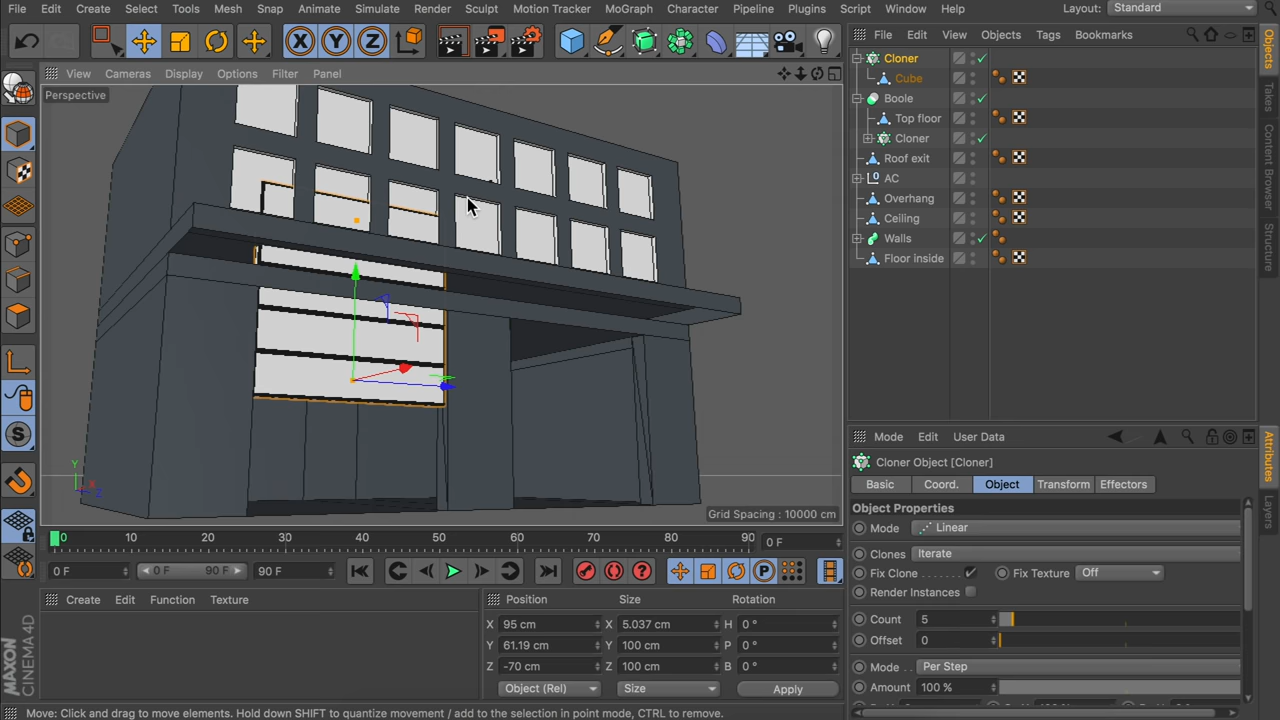 File Edit Create Select Tools Mesh Snap Animate Simulate Render Sculpt Motion Tracker MoGraph Character Pipeline Plugins Script Window Help Layout: Standard
File Edit View Objects Tags Bookmarks
View Cameras Display Options Filter Panel
Perspective
Cloner
Cube
Boole
Top floor
Cloner
Roof exit
AC
Overhang
Ceiling
Walls
Floor inside
Objects
Takes
Content Browser
Structure
Mode Edit User Data
Cloner Object [Cloner]
Basic Coord. Object Transform Effectors
Object Properties
Mode Linear
Clones Iterate
Fix Clone Fix Texture Off
Render Instances
Count 5
Offset 0
Mode Per Step
Amount 100 %
Attributes
Layers
Y
X
Z
Grid Spacing : 10000 cm
0 10 20 30 40 50 60 70 80 90 0 F
0 F 0 F 90 F 90 F
Create Edit Function Texture
Position Size Rotation
X 95 cm X 5.037 cm H 0 °
Y 61.19 cm Y 100 cm P 0 °
Z -70 cm Z 100 cm B 0 °
Object (Rel) Size Apply
MAXON CINEMA 4D
Move: Click and drag to move elements. Hold down SHIFT to quantize movement / add to the selection in point mode, CTRL to remove.